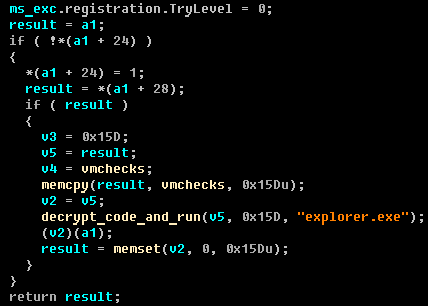 ms_exc.registration.TryLevel = 0;
result = a1;
if ( !*(a1 + 24) )
{
*(a1 + 24) = 1;
result = *(a1 + 28);
if ( result )
{
v3 = 0x15D;
v5 = result;
v4 = vmchecks;
memcpy(result, vmchecks, 0x15Du);
v2 = v5;
decrypt_code_and_run(v5, 0x15D, "explorer.exe");
(v2)(a1);
result = memset(v2, 0, 0x15Du);
}
}
return result;